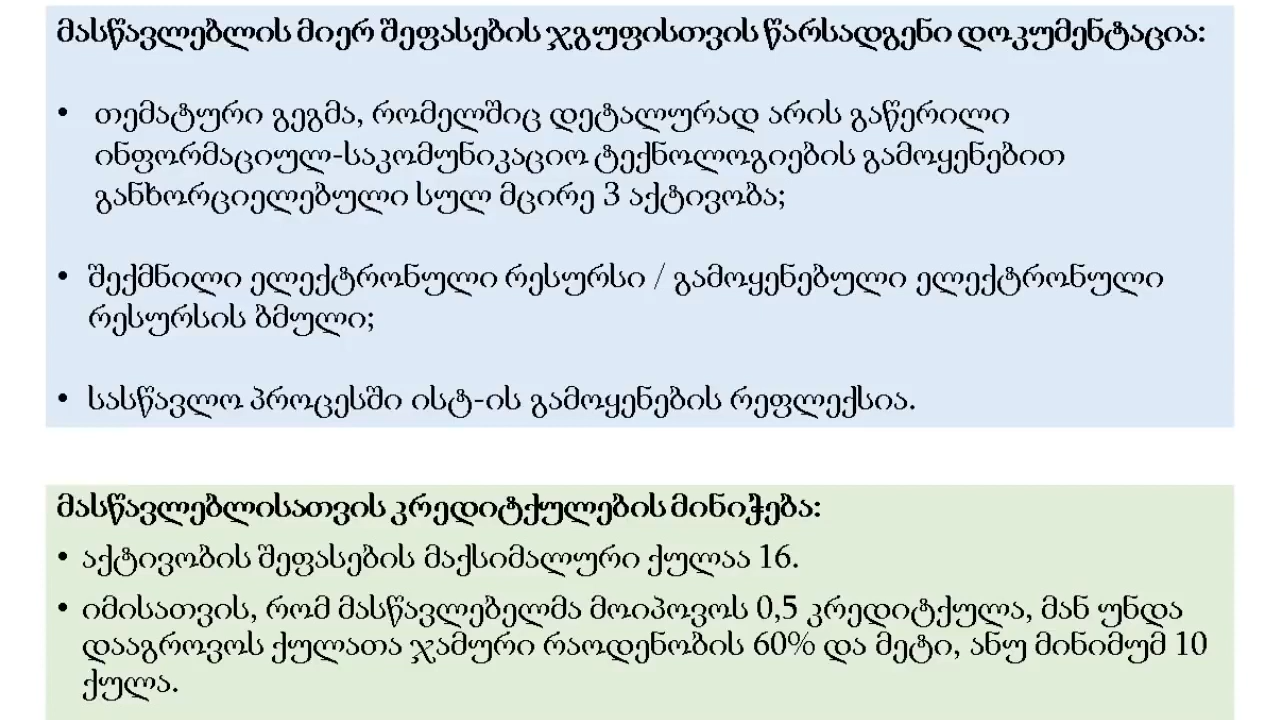 მასწავლებლის მიერ შეფასების ჯგუფისთვის წარსადგენი დოკუმენტაცია:
• თემატური გეგმა, რომელშიც დეტალურად არის გაწერილი
ინფორმაციულ-საკომუნიკაციო ტექნოლოგიების გამოყენებით
განხორციელებული სულ მცირე 3 აქტივობა;
• შექმნილი ელექტრონული რესურსი / გამოყენებული ელექტრონული
რესურსის ბმული;
• სასწავლო პროცესში ისტ-ის გამოყენების რეფლექსია.
მასწავლებლისათვის კრედიტქულების მინიჭება:
• აქტივობის შეფასების მაქსიმალური ქულაა 16.
• იმისათვის, რომ მასწავლებელმა მოიპოვოს 0,5 კრედიტქულა, მან უნდა
დააგროვოს ქულათა ჯამური რაოდენობის 60% და მეტი, ანუ მინიმუმ 10
ქულა.